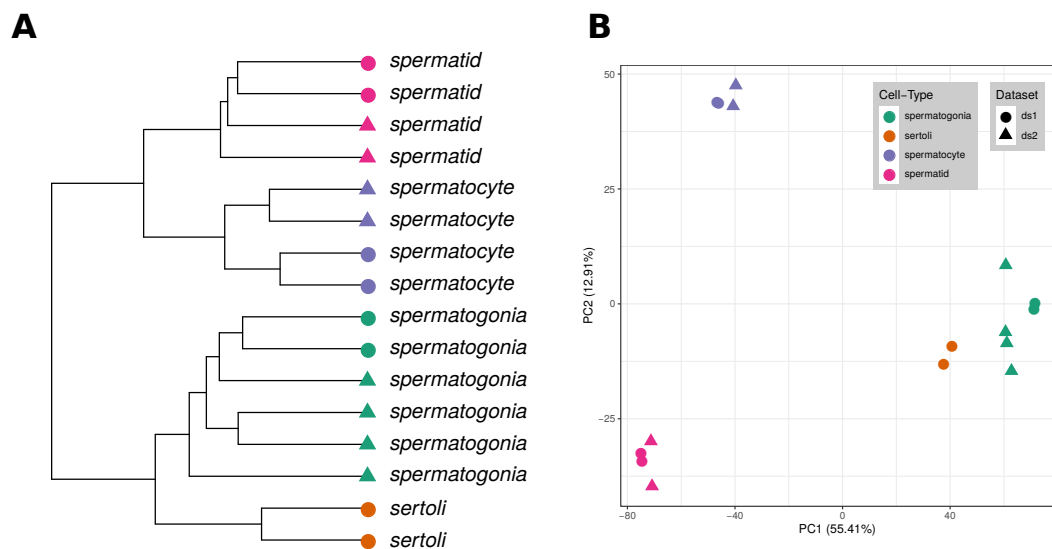 A
spermatid
spermatid
spermatid
spermatid
spermatocyte
spermatocyte
spermatocyte
spermatocyte
spermatogonia
spermatogonia
spermatogonia
spermatogonia
spermatogonia
spermatogonia
sertoli
sertoli
B
PC2 (12.91%)
50
25
0
−25
−80
−40
0
40
PC1 (55.41%)
Cell−Type
spermatogonia
sertoli
spermatocyte
spermatid
Dataset
ds1
ds2